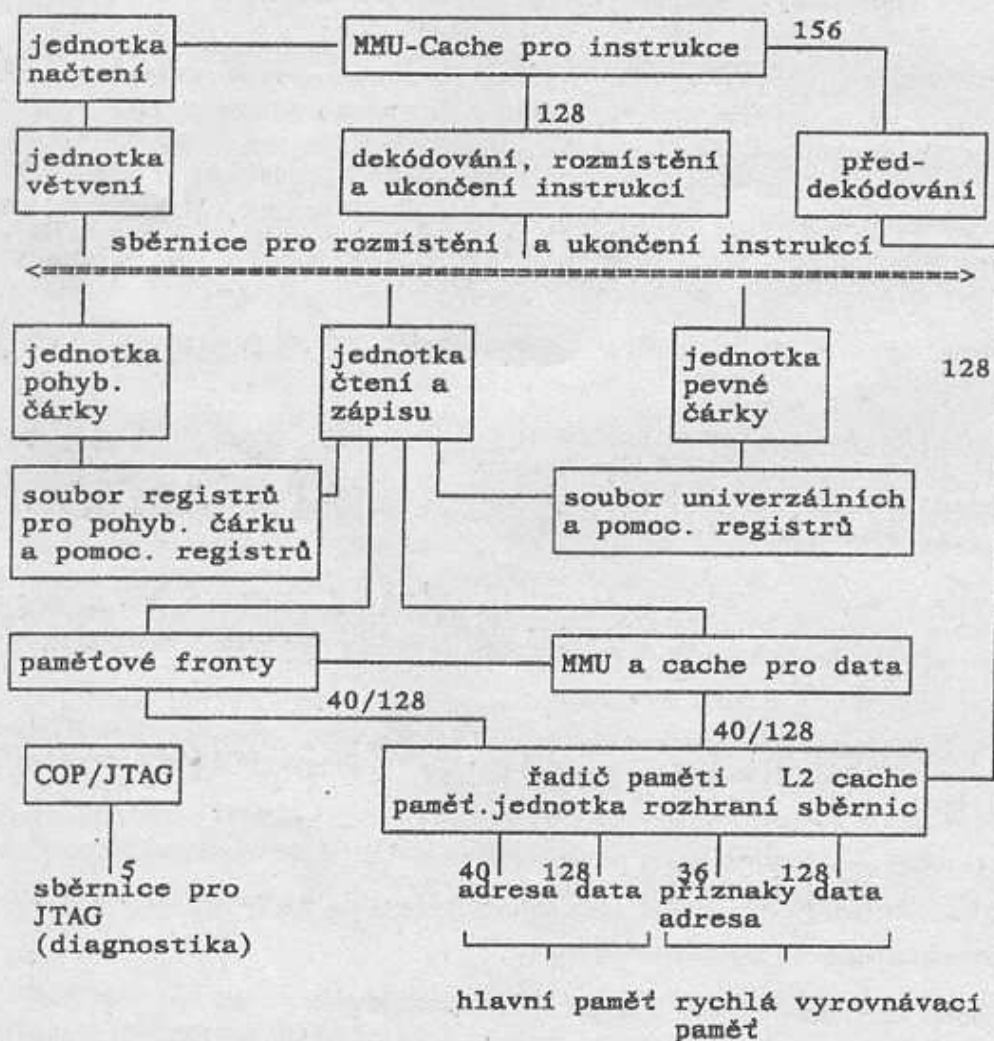 jednotka
načtení
MMU-Cache pro instrukce
156
128
jednotka
větvení
dekódování, rozmístění
a ukončení instrukcí
před-
dekódování
sběrnice pro rozmístění a ukončení instrukcí
<==============================================>
jednotka
pohyb.
čárky
jednotka
čtení a
zápisu
jednotka
pevné
čárky
128
soubor registrů
pro pohyb. čárku
a pomoc. registrů
soubor univerzálních
a pomoc. registrů
paměťové fronty
MMU a cache pro data
40/128
40/128
COP/JTAG
řadič paměti L2 cache
paměť.jednotka rozhraní sběrnic
5
sběrnice pro
JTAG
(diagnostika)
40 128 36 128
adresa data příznaky data
adresa
hlavní paměť rychlá vyrovnávací
paměť